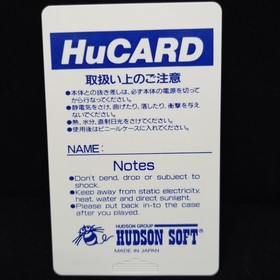 HuCARD
取扱い上のご注意
●本体との抜き差しは、必ず本体の電源を切ってから行なってください。
●静電気をさけ、曲げたり、落したり、衝撃を与えないでください。
●熱、水分、直射日光をさけてください。
●使用後はビニールケースに入れてください。
NAME:
Notes
●Don't bend, drop or subject to
shock.
●Keep away from static electricity,
heat, water and direct sunlight.
●Please put back in-to the case
after you played.
HUDSON GROUP
HUDSON SOFT®
MADE IN JAPAN